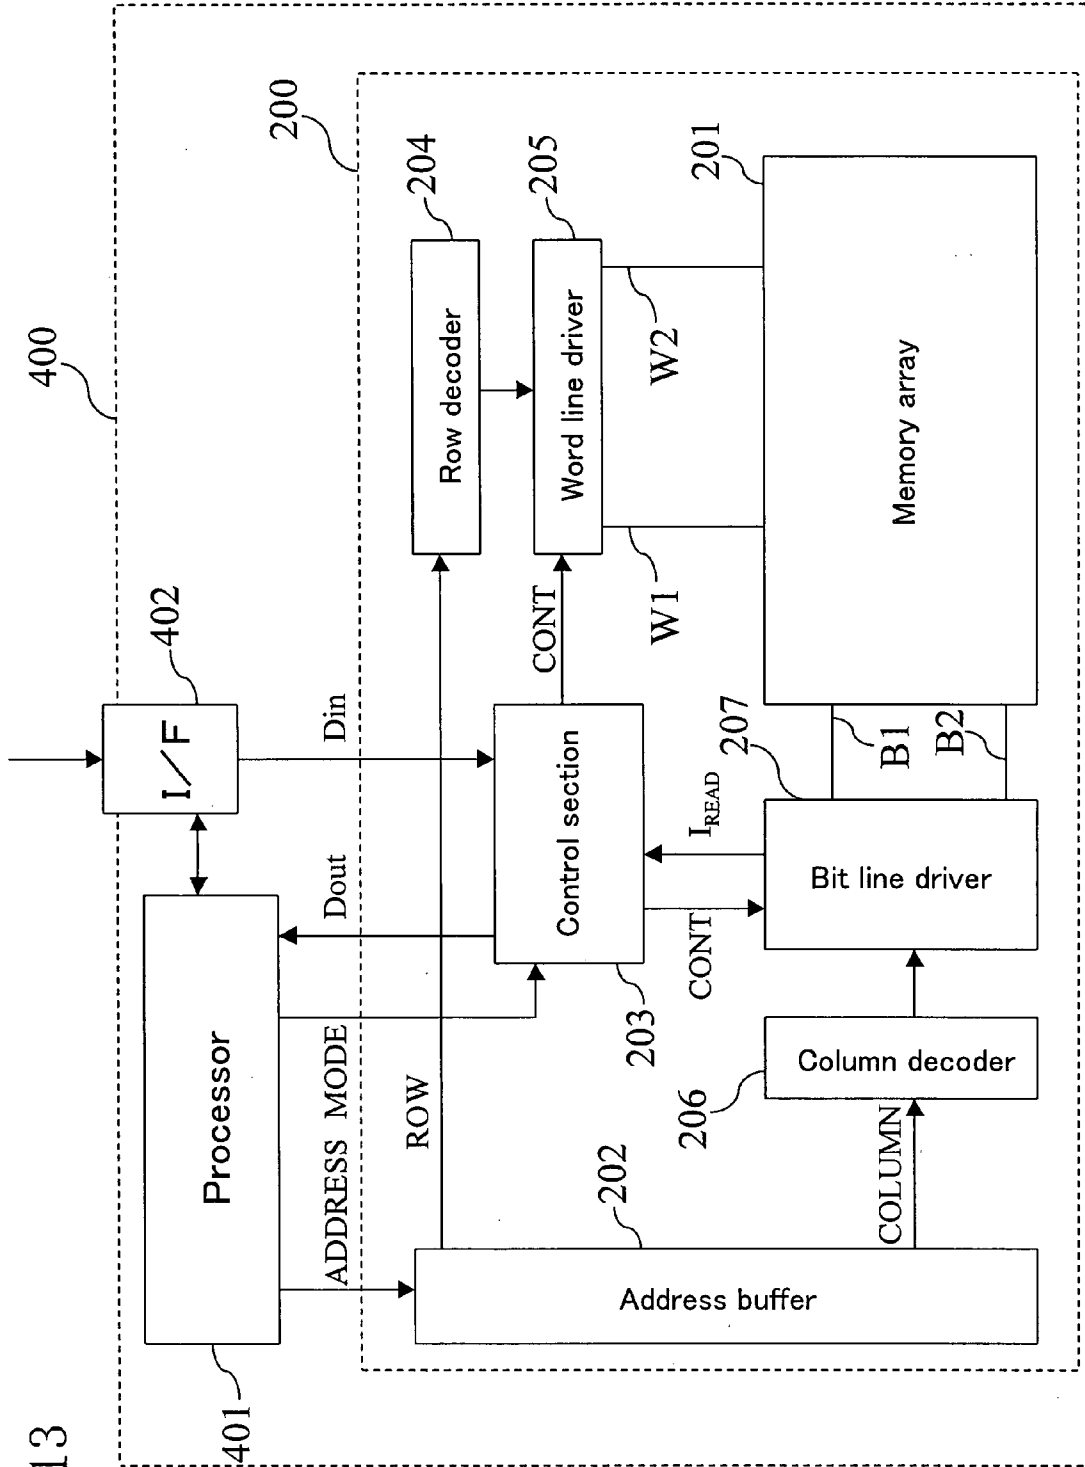 13
400
200
402
I/F
Processor
401
Din
Dout
MODE
ADDRESS
ROW
204
Row decoder
205
Word line driver
CONT
W1
W2
Control section
203
CONT
I_READ
201
Memory array
207
B1
B2
Bit line driver
206
Column decoder
COLUMN
202
Address buffer